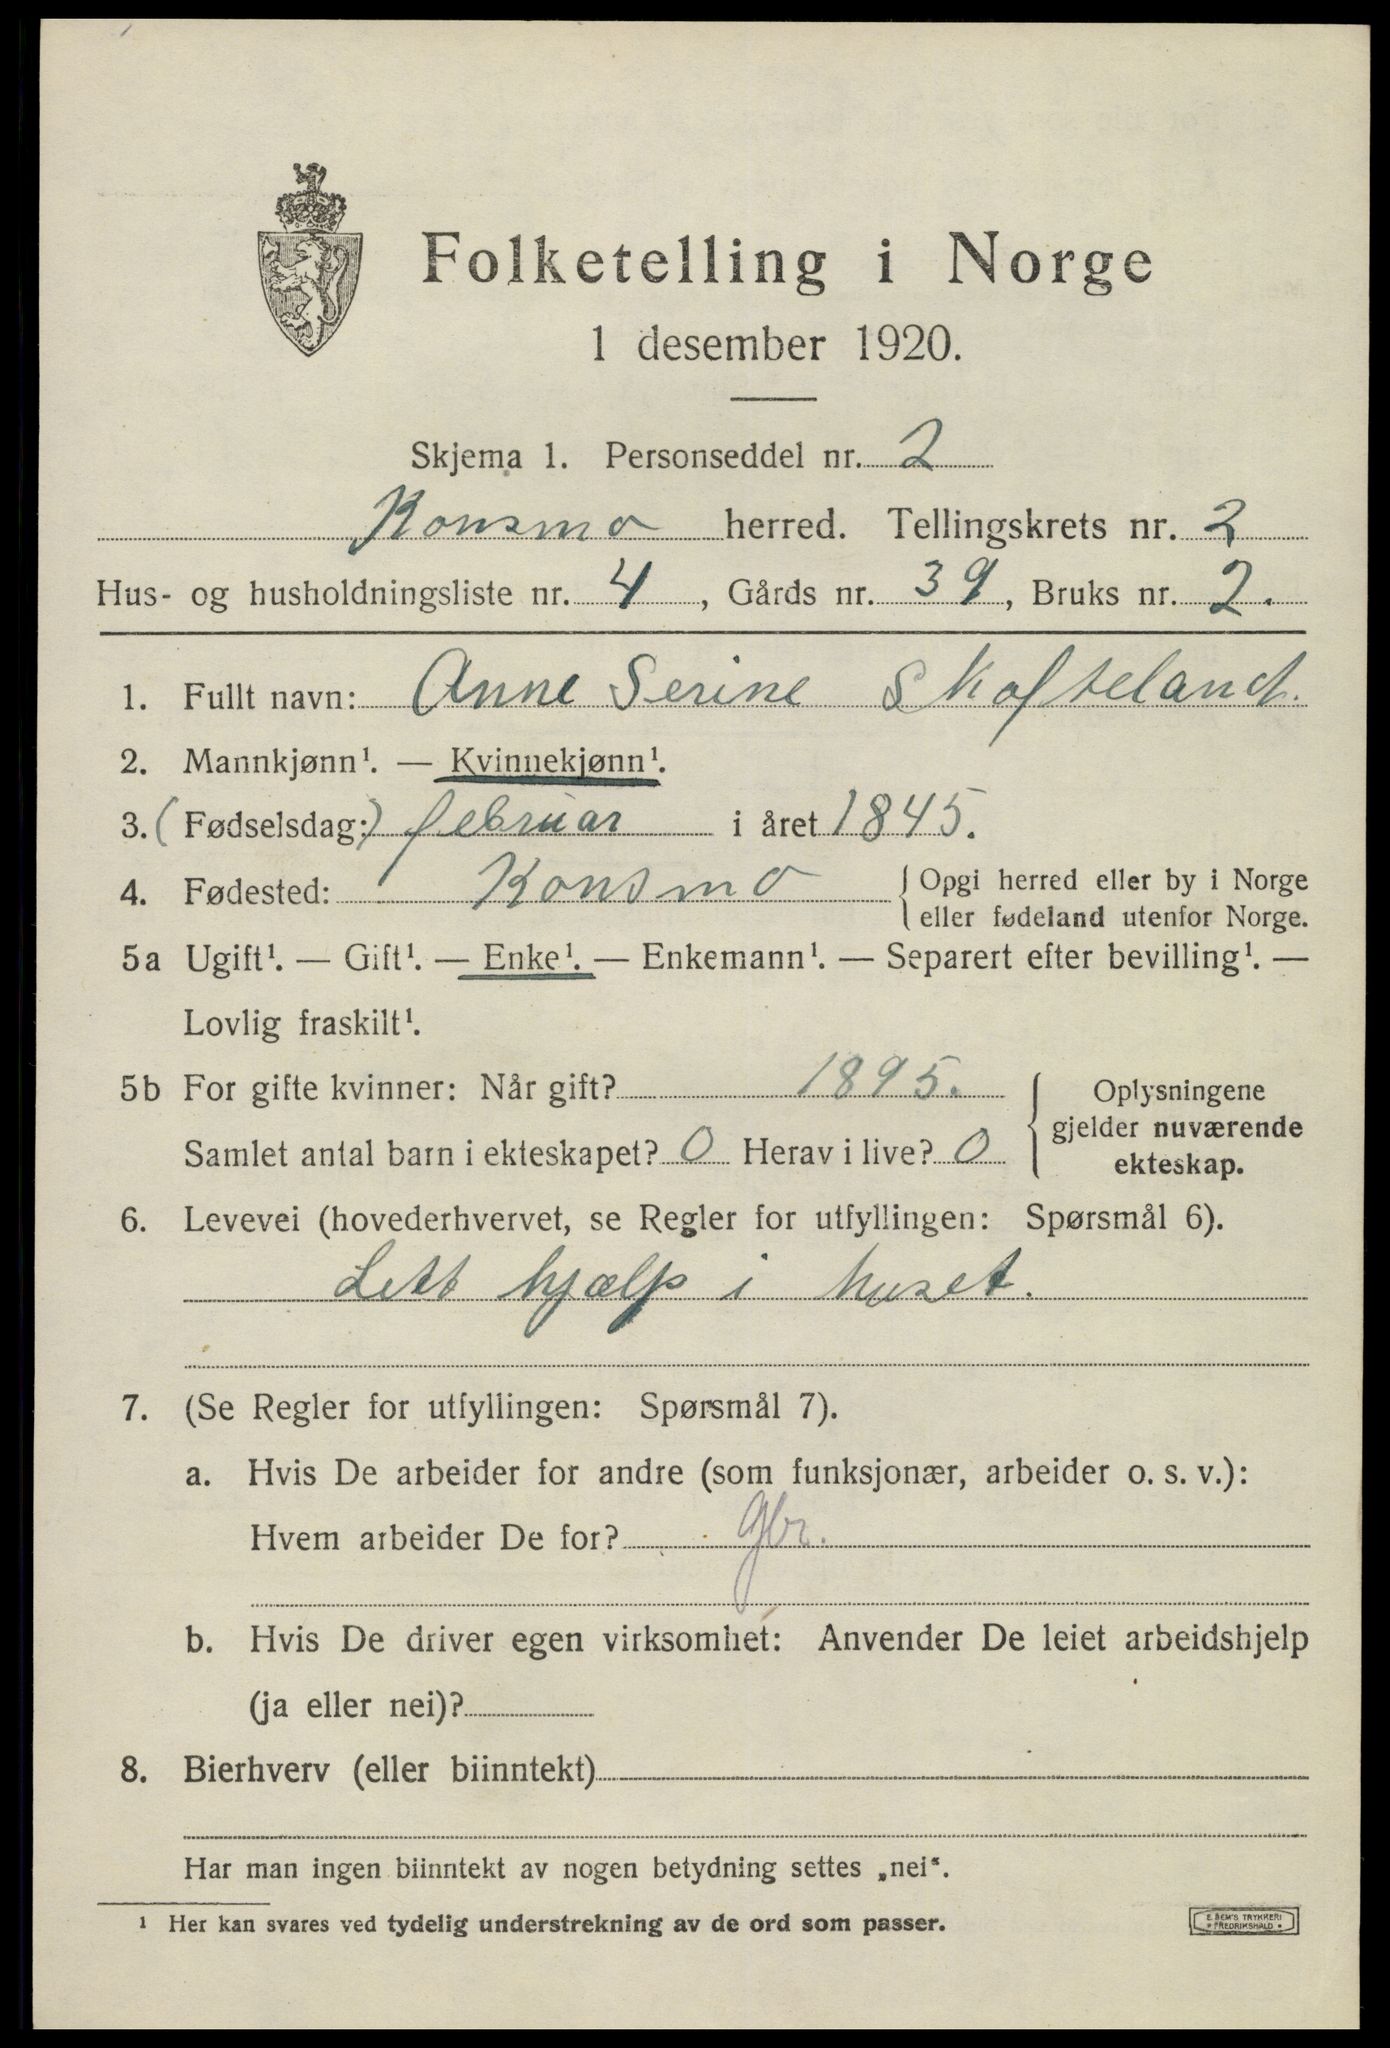 Folketelling i Norge
1 desember 1920.
Skjema 1. Personseddel nr. 2
Konsmo herred. Tellingskrets nr. 2
Hus- og husholdningsliste nr. 4, Gårds nr. 39, Bruks nr. 2.
1. Fullt navn: Anne Serine Skofteland.
2. Mannkjønn¹. — Kvinnekjønn¹.
3. (Fødselsdag:) februar i året 1845.
4. Fødested: Konsmo { Opgi herred eller by i Norge
eller fødeland utenfor Norge.
5a Ugift¹. — Gift¹. — Enke¹. — Enkemann¹. — Separert efter bevilling¹. —
Lovlig fraskilt¹.
5b For gifte kvinner: Når gift? 1895.
Samlet antal barn i ekteskapet? 0 Herav i live? 0
{ Oplysningene
gjelder nuværende
ekteskap.
6. Levevei (hovederhvervet, se Regler for utfyllingen: Spørsmål 6).
Lett hjælp i huset.
7. (Se Regler for utfyllingen: Spørsmål 7).
a. Hvis De arbeider for andre (som funksjonær, arbeider o. s. v.):
Hvem arbeider De for? Gbr.
b. Hvis De driver egen virksomhet: Anvender De leiet arbeidshjelp
(ja eller nei)?
8. Bierhverv (eller biinntekt)
Har man ingen biinntekt av nogen betydning settes „nei“.
¹ Her kan svares ved tydelig understrekning av de ord som passer.
E. SEM'S TRYKKERI
FREDRIKSHALD